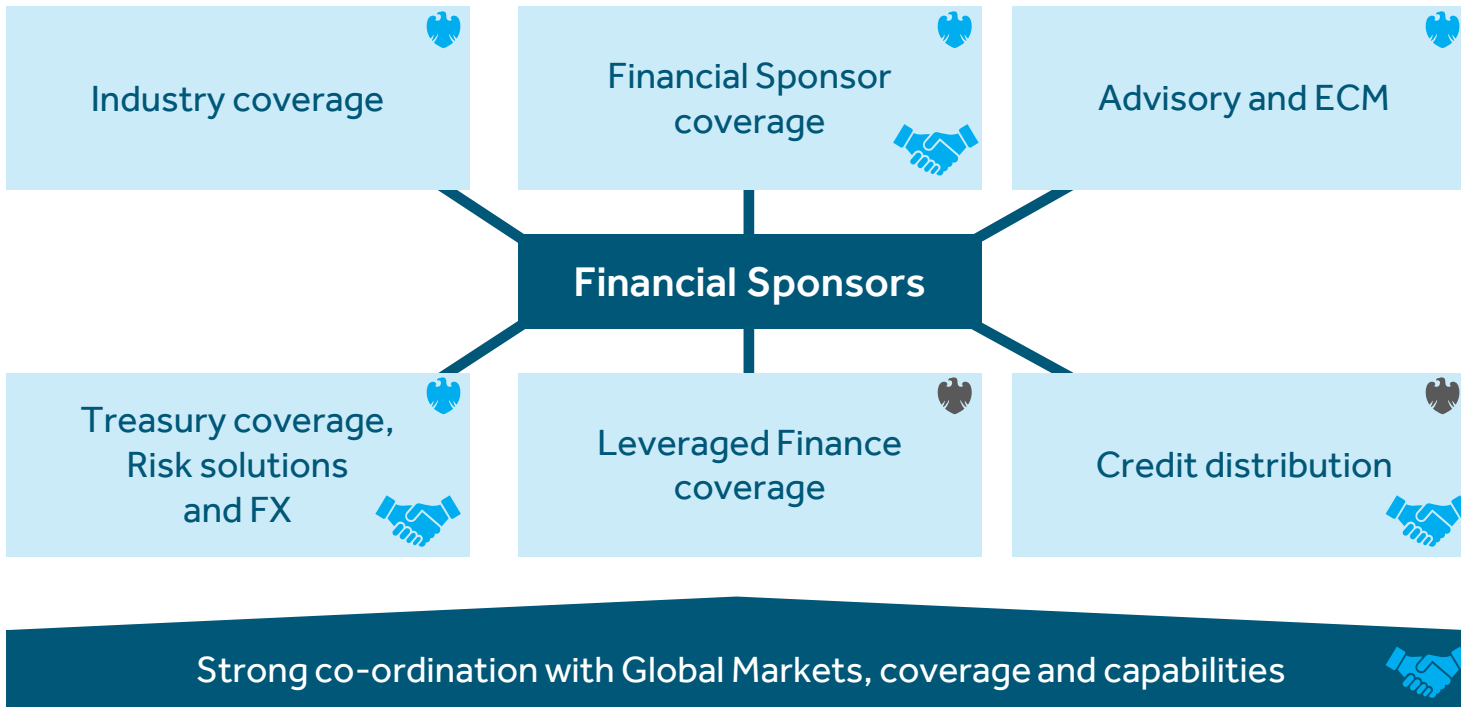 Industry coverage
Financial Sponsor
coverage
Advisory and ECM
Financial Sponsors
Treasury coverage,
Risk solutions
and FX
Leveraged Finance
coverage
Credit distribution
Strong co-ordination with Global Markets, coverage and capabilities